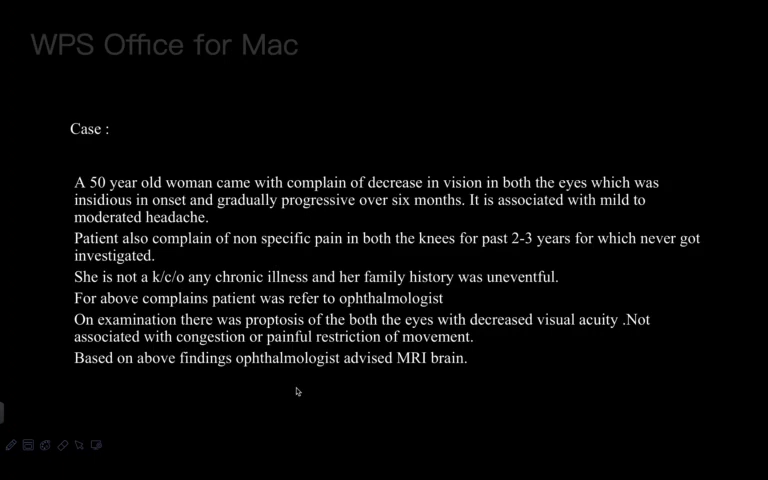 WPS Office for Mac
Case :
A 50 year old woman came with complain of decrease in vision in both the eyes which was
insidious in onset and gradually progressive over six months. It is associated with mild to
moderated headache.
Patient also complain of non specific pain in both the knees for past 2-3 years for which never got
investigated.
She is not a k/c/o any chronic illness and her family history was uneventful.
For above complains patient was refer to ophthalmologist
On examination there was proptosis of the both the eyes with decreased visual acuity .Not
associated with congestion or painful restriction of movement.
Based on above findings ophthalmologist advised MRI brain.